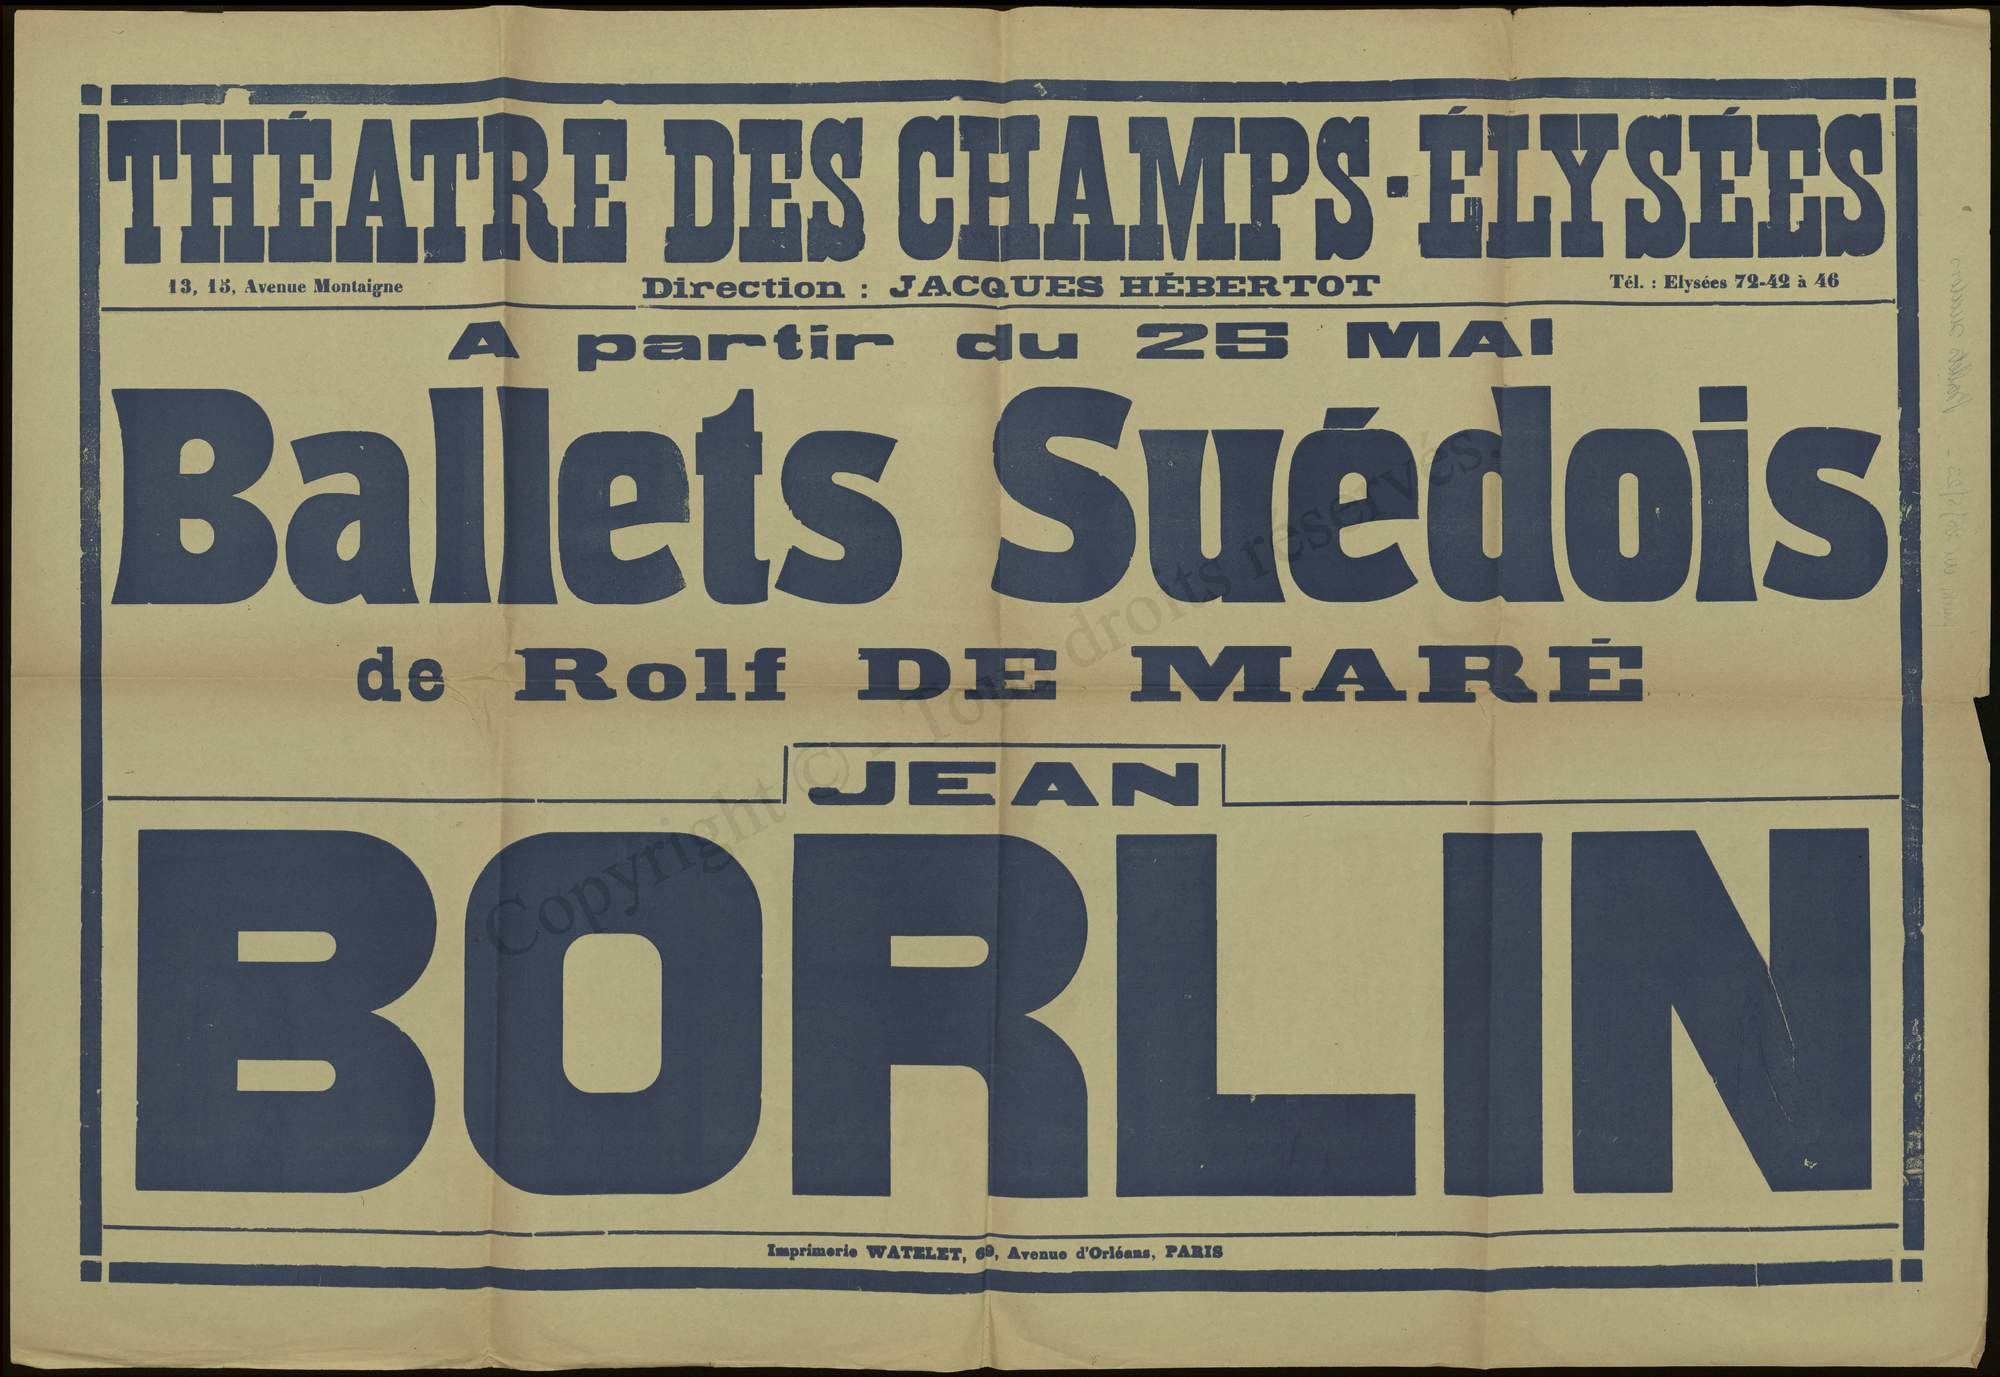 THÉATRE DES CHAMPS-ÉLYSÉES
13, 15, Avenue Montaigne
Direction : JACQUES HÉBERTOT
Tél. : Elysées 72-42 à 46
A partir du 25 MAI
Ballets Suédois
de Rolf DE MARÉ
JEAN
BORLIN
Imprimerie WATELET, 69, Avenue d'Orléans, PARIS
Copyright © - Tous droits réservés.